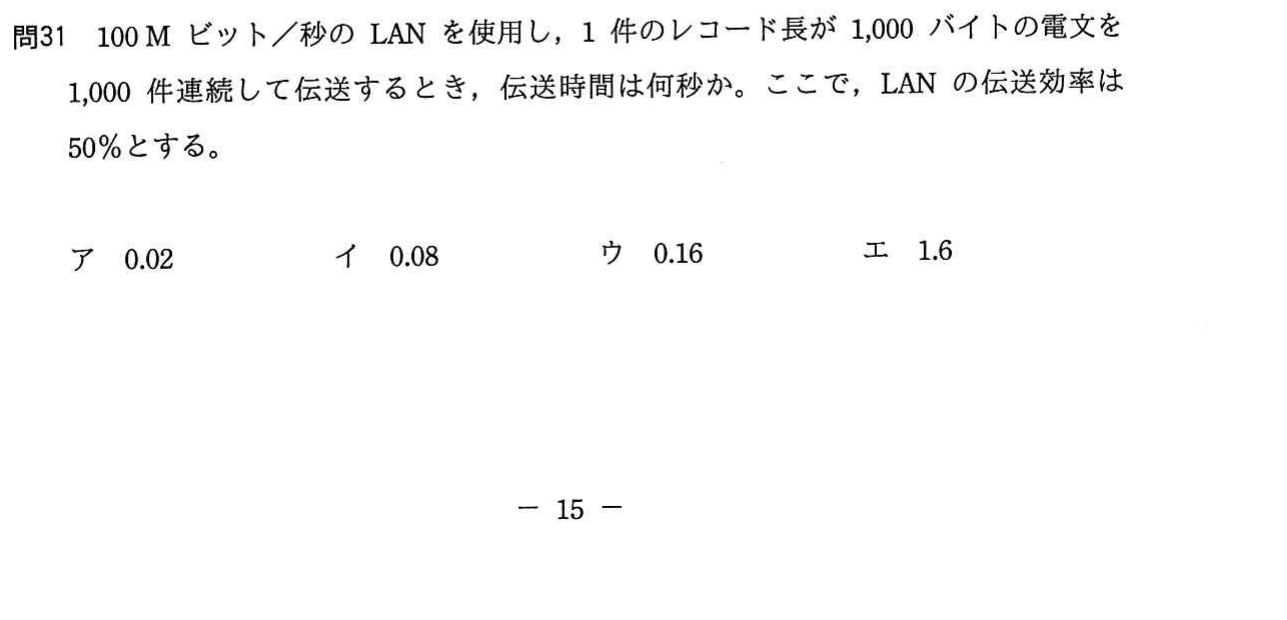 問31 100 M ビット／秒の LAN を使用し，1 件のレコード長が 1,000 バイトの電文を
1,000 件連続して伝送するとき，伝送時間は何秒か。ここで，LAN の伝送効率は
50％とする。
ア 0.02 イ 0.08 ウ 0.16 エ 1.6
－ 15 －